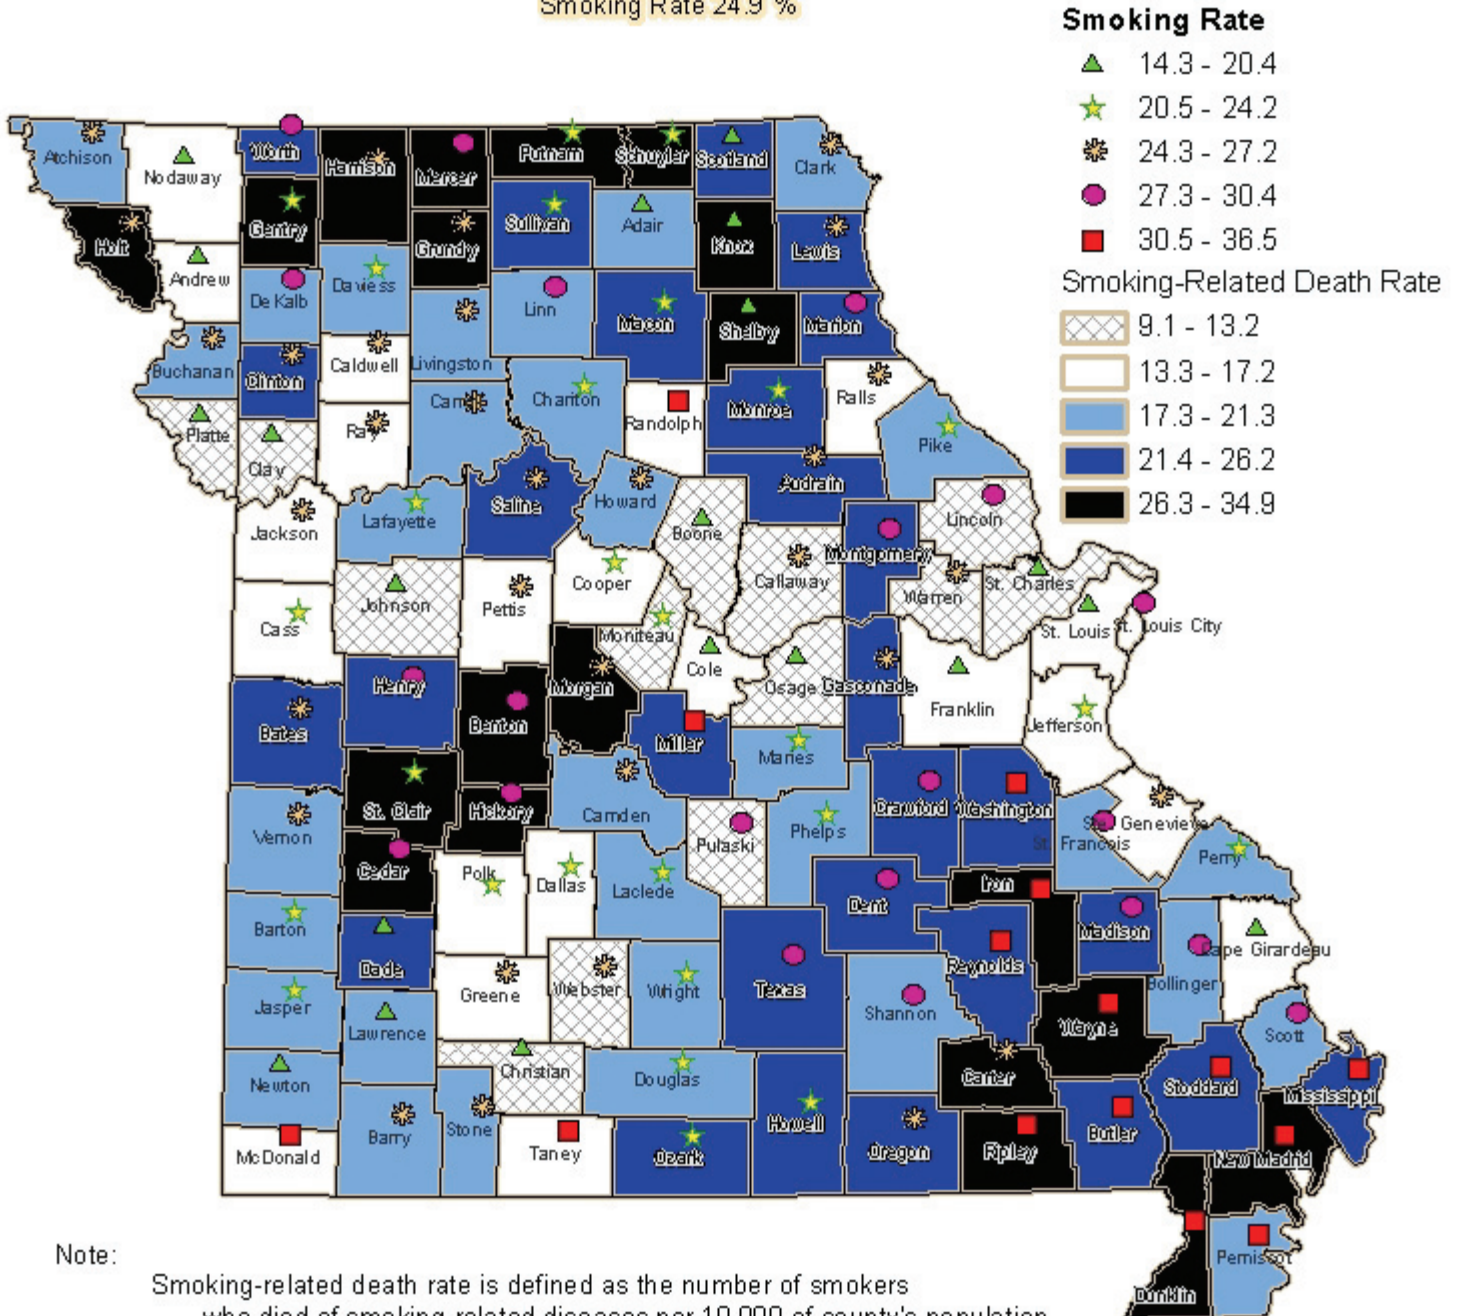 Smoking Rate 24.9 %
Smoking Rate
14.3 - 20.4
20.5 - 24.2
24.3 - 27.2
27.3 - 30.4
30.5 - 36.5
Smoking-Related Death Rate
9.1 - 13.2
13.3 - 17.2
17.3 - 21.3
21.4 - 26.2
26.3 - 34.9
Atchison
Nodaway
Worth
Harrison
Mercer
Putnam
Schuyler
Scotland
Clark
Holt
Andrew
Gentry
Grundy
Sullivan
Adair
Knox
Lewis
De Kalb
Daviess
Livingston
Linn
Macon
Shelby
Marion
Buchanan
Clinton
Caldwell
Carroll
Chariton
Randolph
Monroe
Ralls
Pike
Platte
Clay
Ray
Saline
Howard
Audrain
Jackson
Lafayette
Boone
Lincoln
Cass
Johnson
Pettis
Cooper
Callaway
Montgomery
Warren
St. Charles
St. Louis
St. Louis City
Moniteau
Cole
Osage
Gasconade
Franklin
Jefferson
Bates
Henry
Benton
Morgan
Miller
Maries
St. Clair
Hickory
Camden
Pulaski
Phelps
Crawford
Washington
St. Francois
Ste. Genevieve
Perry
Vernon
Cedar
Polk
Dallas
Laclede
Dent
Iron
Madison
Barton
Dade
Greene
Webster
Wright
Texas
Reynolds
Bollinger
Cape Girardeau
Jasper
Lawrence
Shannon
Wayne
Scott
Newton
Christian
Douglas
Carter
Stoddard
Mississippi
McDonald
Barry
Stone
Taney
Ozark
Howell
Oregon
Ripley
Butler
New Madrid
Pemiscot
Dunklin
Note:
Smoking-related death rate is defined as the number of smokers
who died of smoking-related diseases per 10,000 of county's population